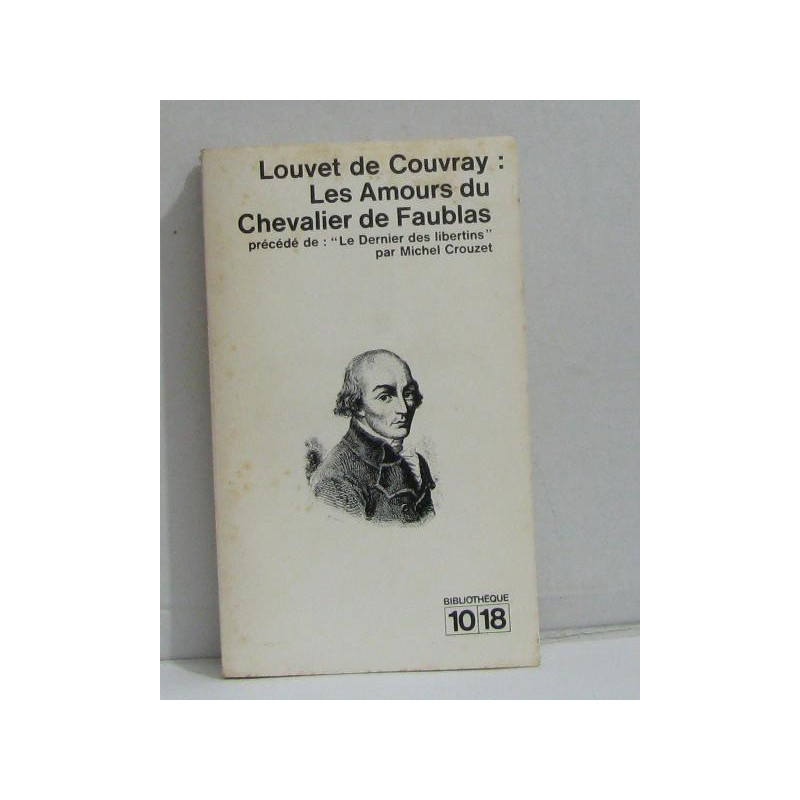 Louvet de Couvray :
Les Amours du
Chevalier de Faublas
précédé de : "Le Dernier des libertins"
par Michel Crouzet
BIBLIOTHÈQUE
10 18